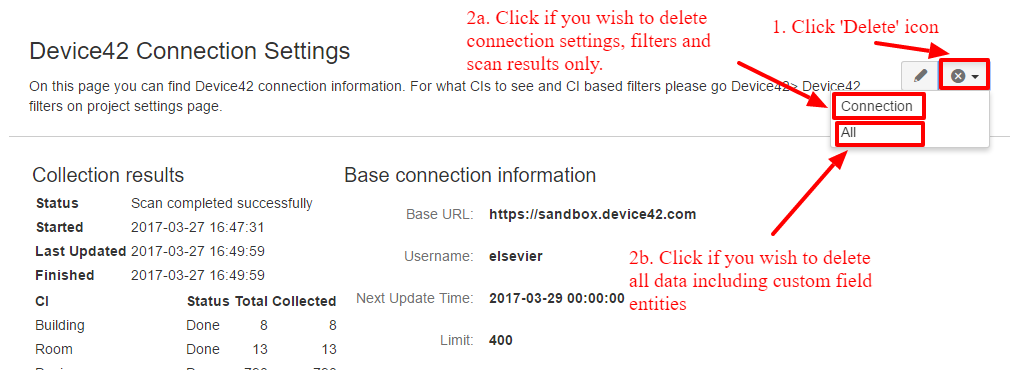 2a. Click if you wish to delete
connection settings, filters and
scan results only.
1. Click 'Delete' icon
Device42 Connection Settings
On this page you can find Device42 connection information. For what CIs to see and CI based filters please go Device42> Device42
filters on project settings page.
Connection
All
Collection results
Status Scan completed successfully
Started 2017-03-27 16:47:31
Last Updated 2017-03-27 16:49:59
Finished 2017-03-27 16:49:59
CI Status Total Collected
Building Done 8 8
Room Done 13 13
Base connection information
Base URL: https://sandbox.device42.com
Username: elsevier
Next Update Time: 2017-03-29 00:00:00
Limit: 400
2b. Click if you wish to delete
all data including custom field
entities